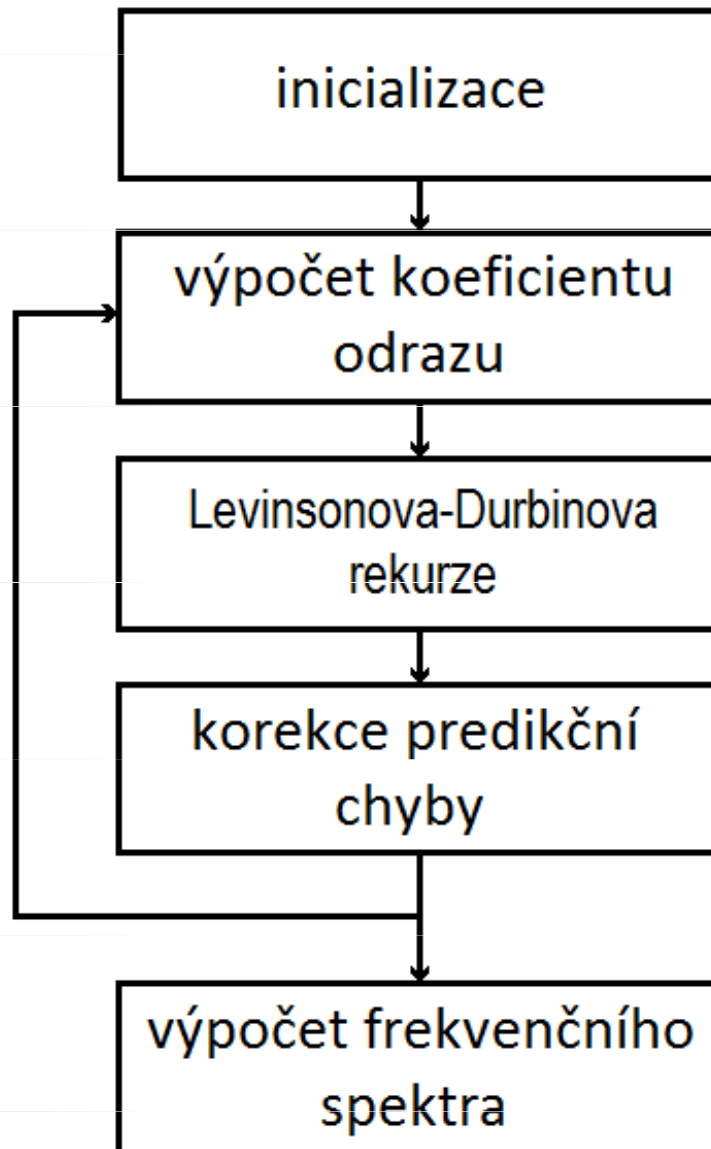 inicializace
výpočet koeficientu
odrazu
Levinsonova-Durbinova
rekurze
korekce predikční
chyby
výpočet frekvenčního
spektra